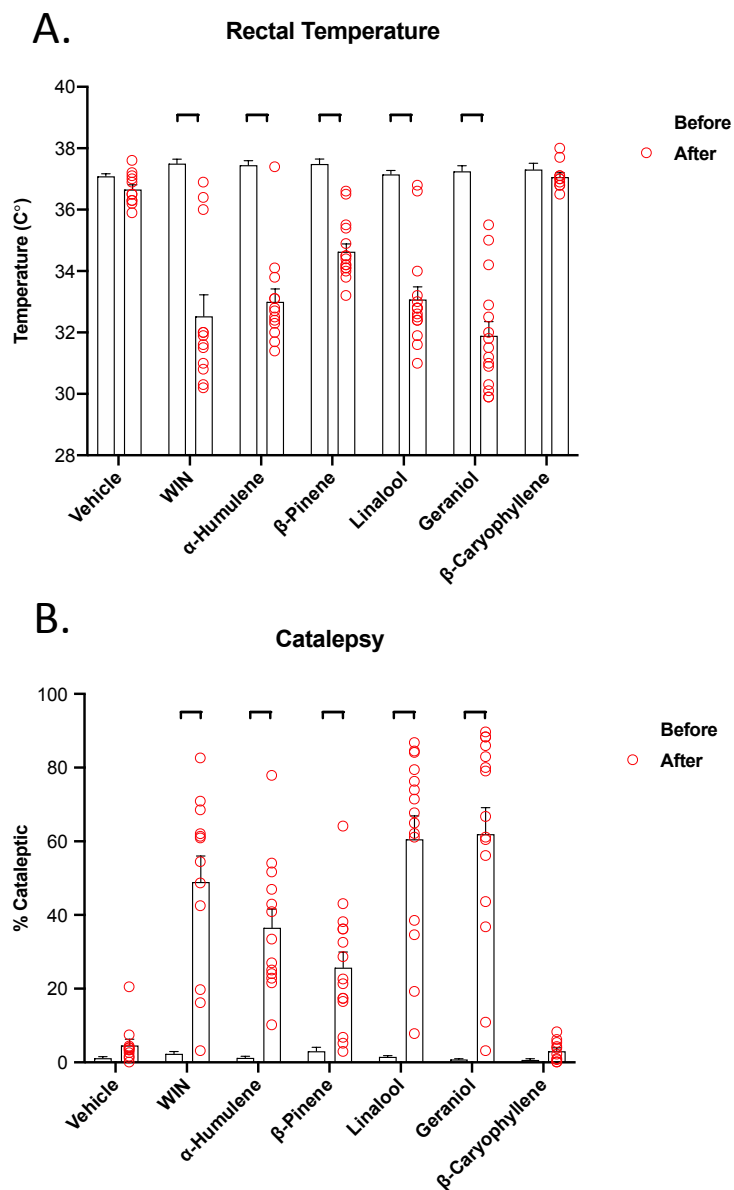 A.
Rectal Temperature
Before
After
Temperature (C°)
40
38
36
34
32
30
28
Vehicle
WIN
α-Humulene
β-Pinene
Linalool
Geraniol
β-Caryophyllene
B.
Catalepsy
Before
After
% Cataleptic
100
80
60
40
20
0
Vehicle
WIN
α-Humulene
β-Pinene
Linalool
Geraniol
β-Caryophyllene